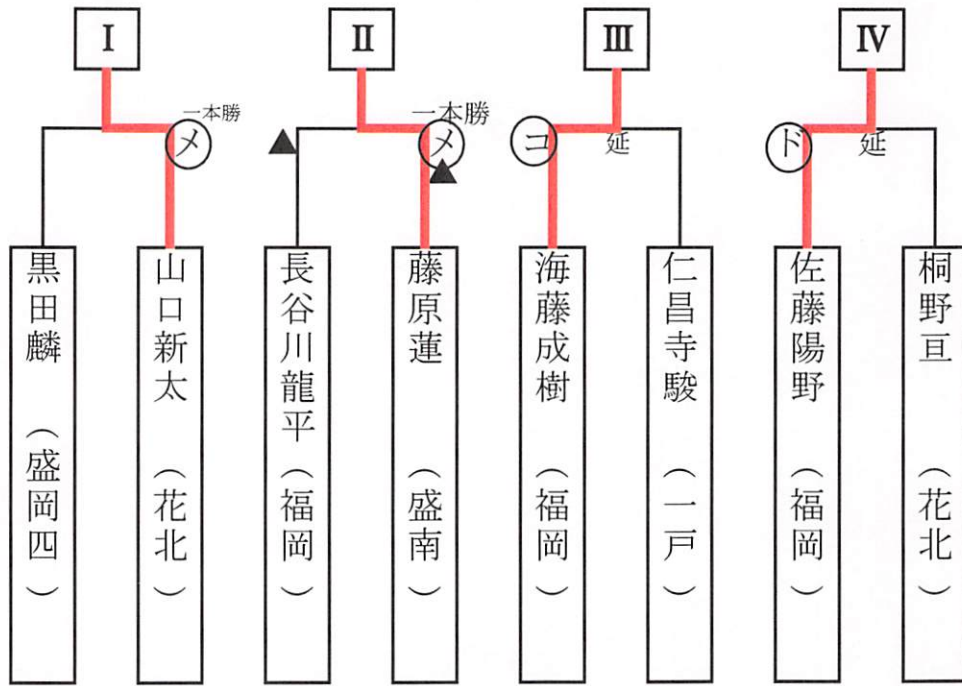 Ⅰ
Ⅱ
Ⅲ
Ⅳ
一本勝
メ
一本勝
メ
コ
延
ド
延
黒田麟（盛岡四）
山口新太（花北）
長谷川龍平（福岡）
藤原蓮（盛南）
海藤成樹（福岡）
仁昌寺駿（一戸）
佐藤陽野（福岡）
桐野亘（花北）